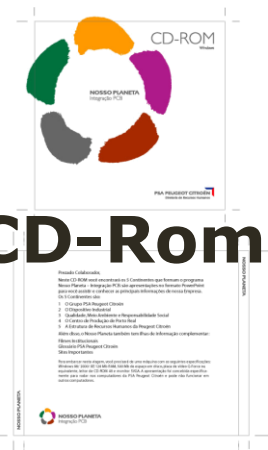 CD-ROM
Windows
NOSSO PLANETA
Integração PCB
PSA PEUGEOT CITROËN
CD-Rom
Prezado Colaborador,
Neste CD-ROM você encontrará os 5 Continentes que formam o programa
Nosso Planeta – Integração PCB são apresentações no formato PowerPoint
para você assistir e conhecer as principais informações de nossa Empresa.
Os 5 Continentes são:
1 O Grupo PSA Peugeot Citroën
2 O Dispositivo Industrial
3 Qualidade, Meio Ambiente e Responsabilidade Social
4 O Centro de Produção de Porto Real
5 A Estrutura de Recursos Humanos da Peugeot Citroën
Além disso, o Nosso Planeta também tem Ilhas de informação complementar:
Filmes Institucionais
Glossário PSA Peugeot Citroën
Sites Importantes
NOSSO PLANETA
Integração PCB
NOSSO PLANETA
NOSSO PLANETA